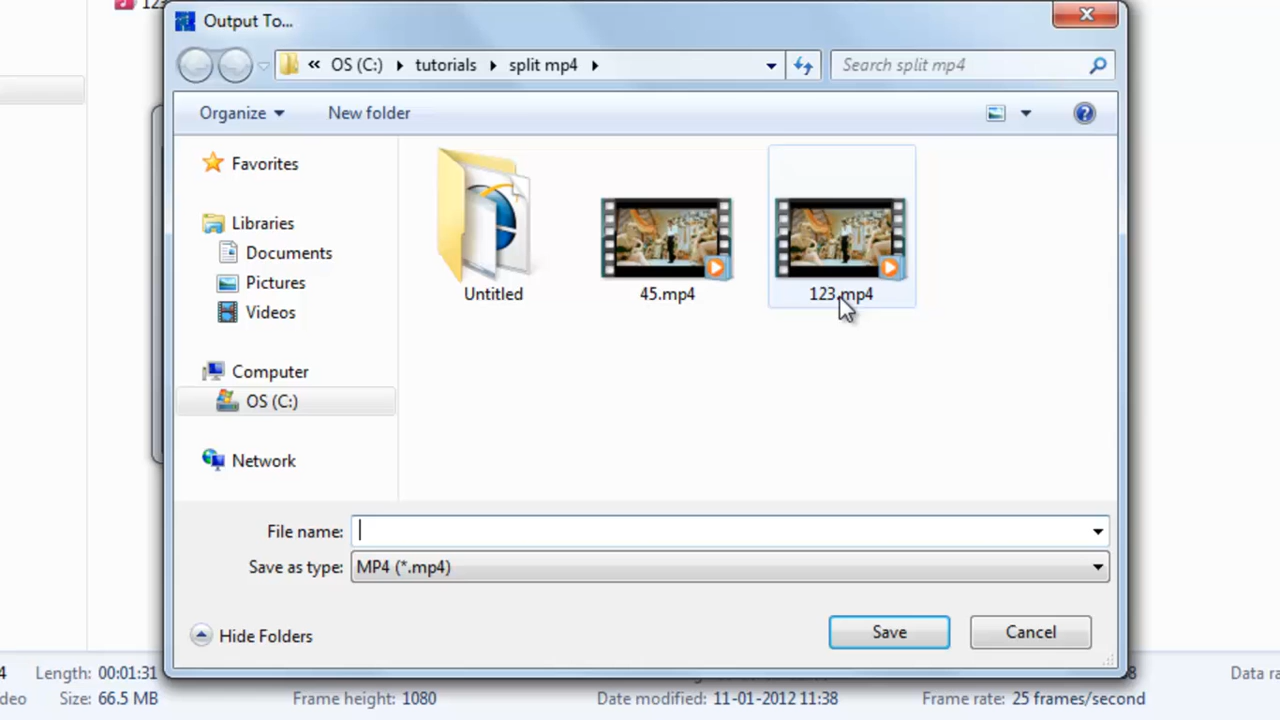 Output To...
OS (C:) tutorials split mp4
Search split mp4
Organize New folder
Favorites
Libraries
Documents
Pictures
Videos
Computer
OS (C:)
Network
Untitled 45.mp4 123.mp4
File name:
Save as type: MP4 (*.mp4)
Hide Folders Save Cancel
Length: 00:01:31
Size: 66.5 MB Frame height: 1080 Date modified: 11-01-2012 11:38 Frame rate: 25 frames/second